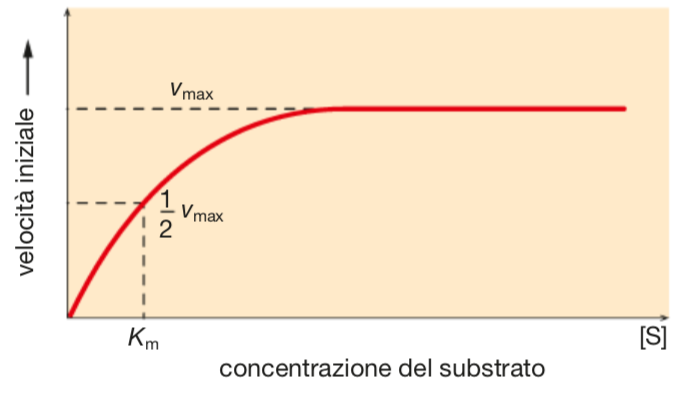 velocità iniziale
vmax
1/2 vmax
Km
[S]
concentrazione del substrato